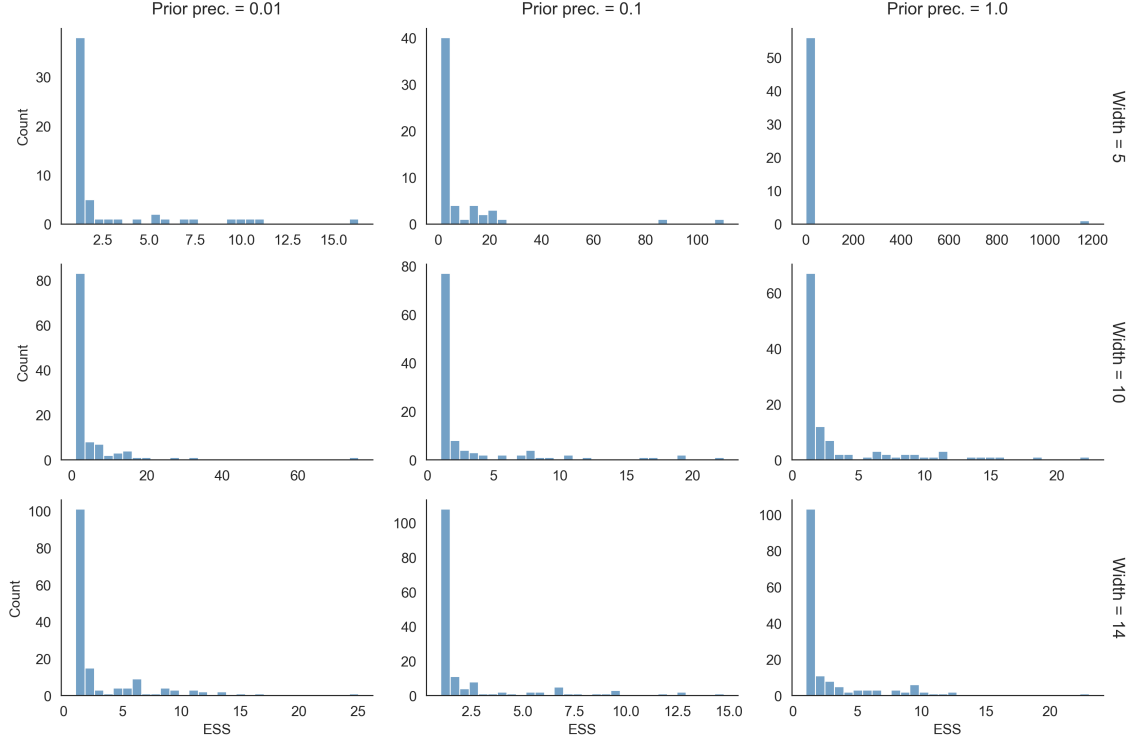 Prior prec. = 0.01
Prior prec. = 0.1
Prior prec. = 1.0
Count
0 10 20 30
2.5 5.0 7.5 10.0 12.5 15.0
0 10 20 30 40
0 20 40 60 80 100
0 10 20 30 40 50
0 200 400 600 800 1000 1200
Width = 5
Count
0 20 40 60 80
0 20 40 60
0 20 40 60 80
0 5 10 15 20
0 20 40 60
0 5 10 15 20
Width = 10
Count
0 20 40 60 80 100
0 5 10 15 20 25
ESS
0 20 40 60 80 100
2.5 5.0 7.5 10.0 12.5 15.0
ESS
0 20 40 60 80 100
0 5 10 15 20
ESS
Width = 14